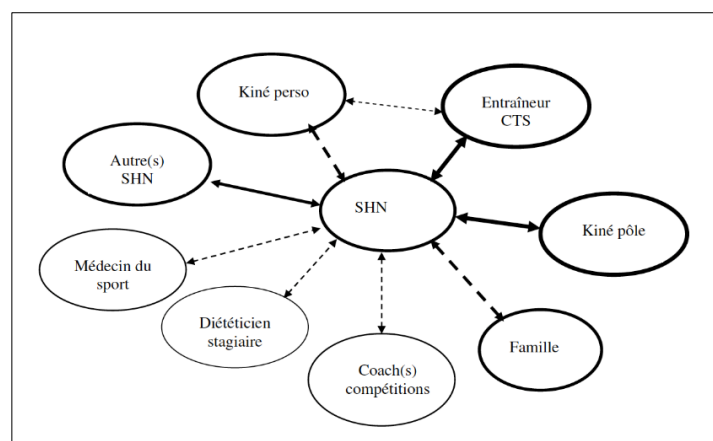 Kiné perso
Entraîneur
CTS
Autre(s)
SHN
SHN
Kiné pôle
Médecin du
sport
Diététicien
stagiaire
Coach(s)
compétitions
Famille